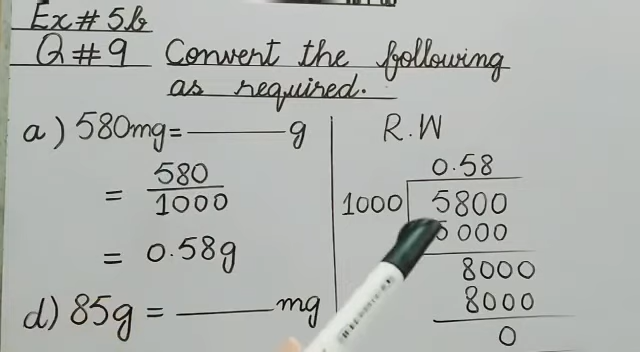 Ex # 5b
Q # 9 Convert the following
as required.
a) 580mg = ______ g
= 580/1000
= 0.58g
d) 85g = ______ mg
R.W
0.58
1000 5800
5000
8000
8000
0